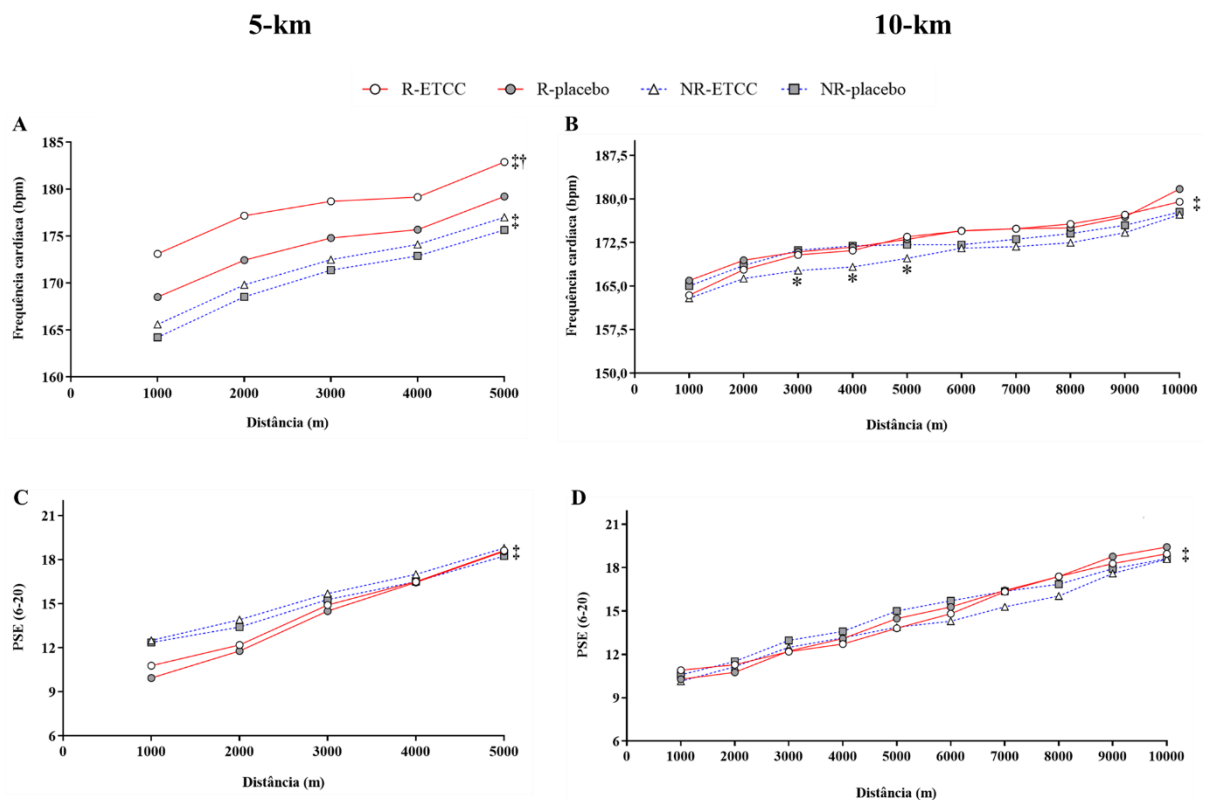 5-km 10-km
R-ETCC R-placebo NR-ETCC NR-placebo
A
Frequência cardíaca (bpm)
185
180
175
170
165
160
0 1000 2000 3000 4000 5000
Distância (m)
‡†
‡
B
Frequência cardíaca (bpm)
187,5
180,0
172,5
165,0
157,5
150,0
0 1000 2000 3000 4000 5000 6000 7000 8000 9000 10000
Distância (m)
* * *
‡
C
PSE (6-20)
21
18
15
12
9
6
0 1000 2000 3000 4000 5000
Distância (m)
‡
D
PSE (6-20)
21
18
15
12
9
6
0 1000 2000 3000 4000 5000 6000 7000 8000 9000 10000
Distância (m)
‡